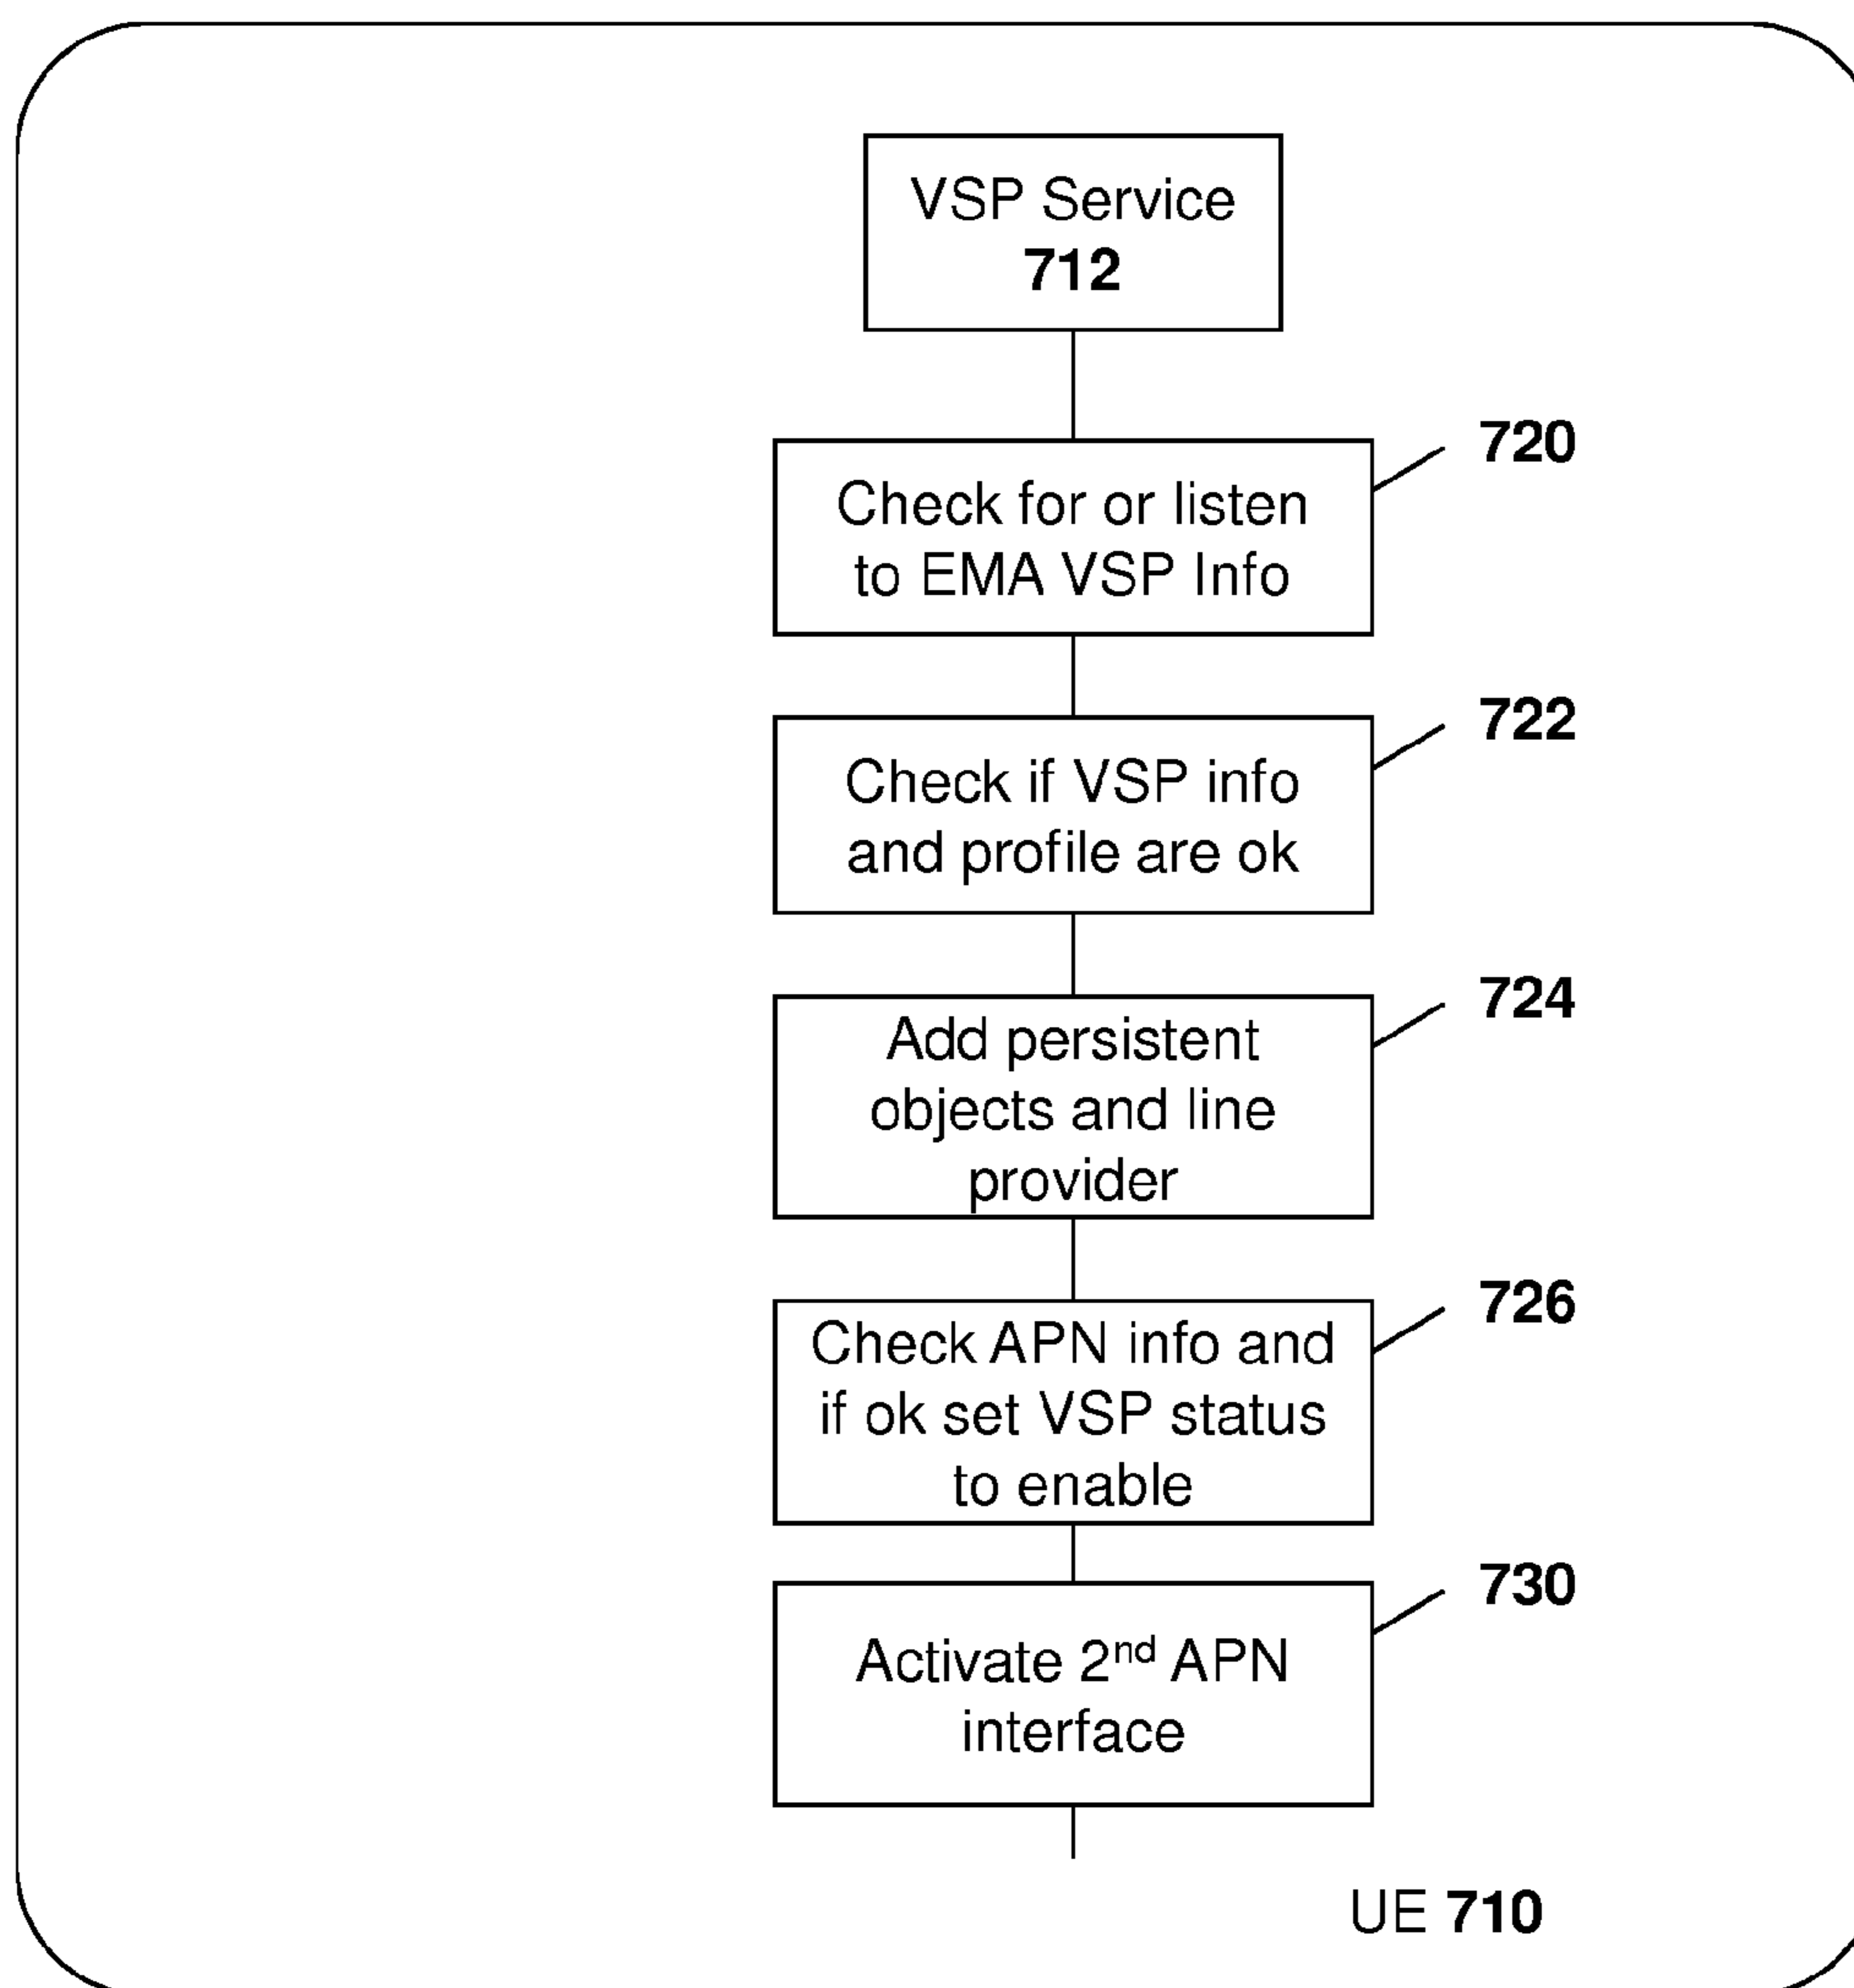 VSP Service
712
720
Check for or listen
to EMA VSP Info
722
Check if VSP info
and profile are ok
724
Add persistent
objects and line
provider
726
Check APN info and
if ok set VSP status
to enable
730
Activate 2nd APN
interface
UE 710